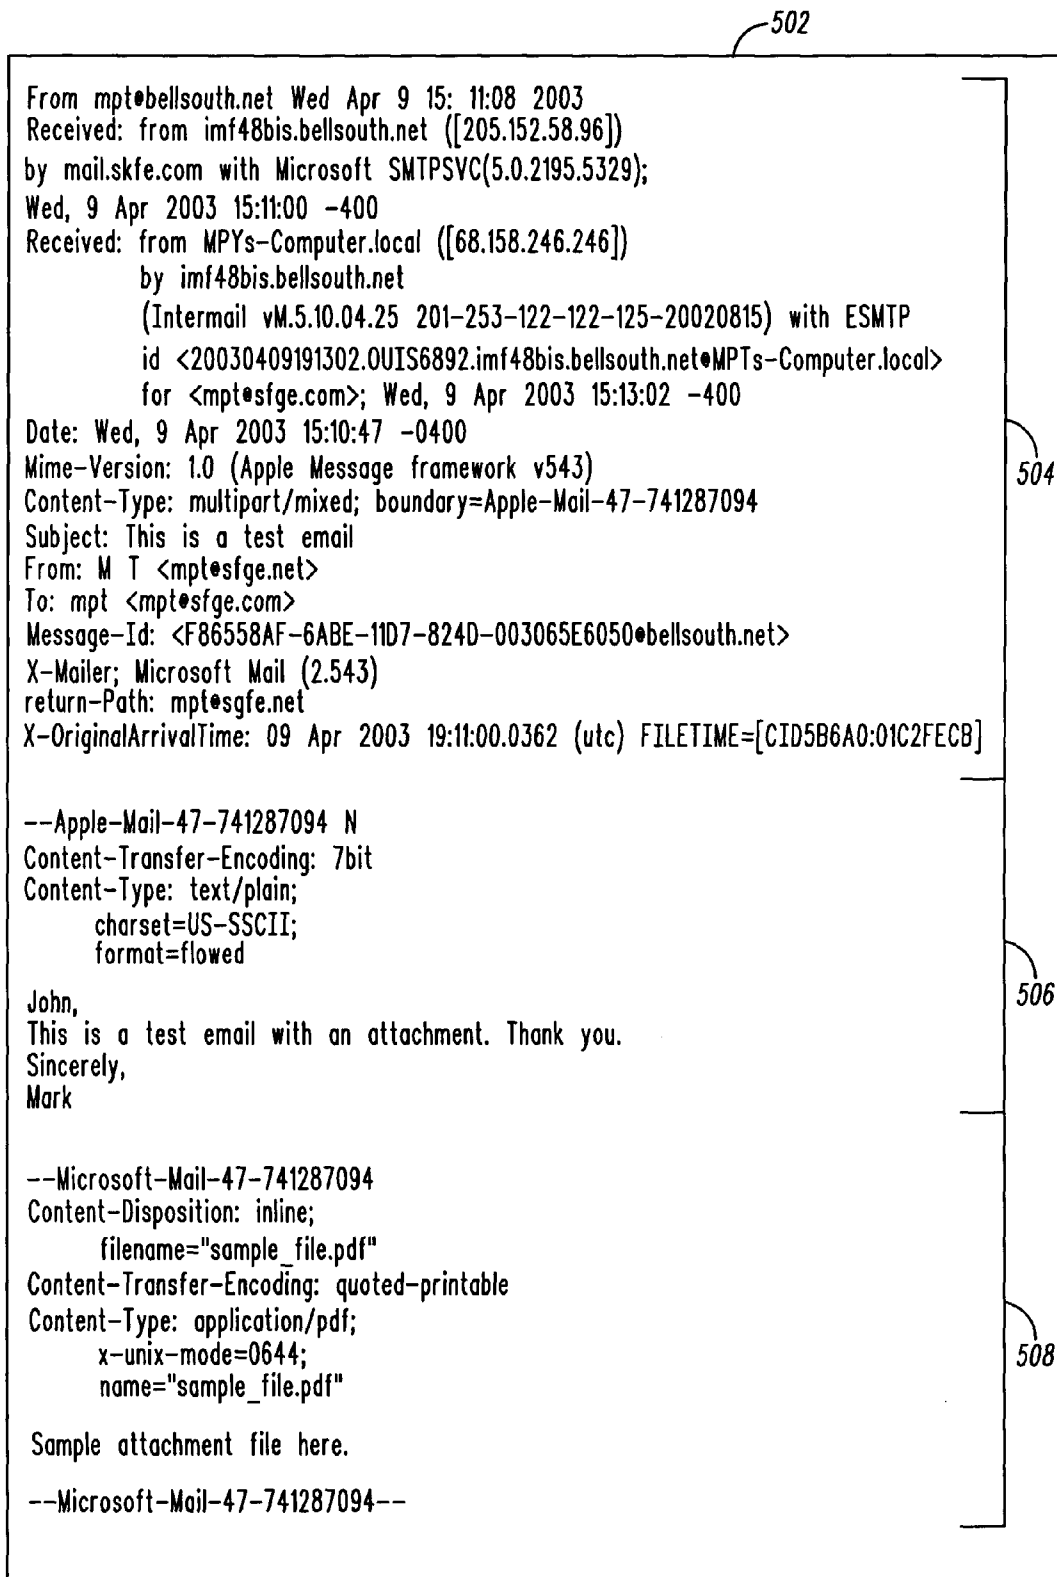 502
From mpt@bellsouth.net Wed Apr 9 15: 11:08 2003
Received: from imf48bis.bellsouth.net ([205.152.58.96])
by mail.skfe.com with Microsoft SMTPSVC(5.0.2195.5329);
Wed, 9 Apr 2003 15:11:00 -400
Received: from MPYs-Computer.local ([68.158.246.246])
by imf48bis.bellsouth.net
(Intermail vM.5.10.04.25 201-253-122-122-125-20020815) with ESMTP
id <20030409191302.OUIS6892.imf48bis.bellsouth.net@MPTs-Computer.local>
for <mpt@sfge.com>; Wed, 9 Apr 2003 15:13:02 -400
Date: Wed, 9 Apr 2003 15:10:47 -0400
Mime-Version: 1.0 (Apple Message framework v543)
504
Content-Type: multipart/mixed; boundary=Apple-Mail-47-741287094
Subject: This is a test email
From: M T <mpt@sfge.net>
To: mpt <mpt@sfge.com>
Message-Id: <F86558AF-6ABE-11D7-824D-003065E6050@bellsouth.net>
X-Mailer; Microsoft Mail (2.543)
return-Path: mpt@sgfe.net
X-OriginalArrivalTime: 09 Apr 2003 19:11:00.0362 (utc) FILETIME=[CID5B6A0:01C2FECB]
--Apple-Mail-47-741287094 N
Content-Transfer-Encoding: 7bit
Content-Type: text/plain;
charset=US-SSCII;
format=flowed
506
John,
This is a test email with an attachment. Thank you.
Sincerely,
Mark
--Microsoft-Mail-47-741287094
Content-Disposition: inline;
filename="sample_file.pdf"
Content-Transfer-Encoding: quoted-printable
Content-Type: application/pdf;
x-unix-mode=0644;
508
name="sample_file.pdf"
Sample attachment file here.
--Microsoft-Mail-47-741287094--